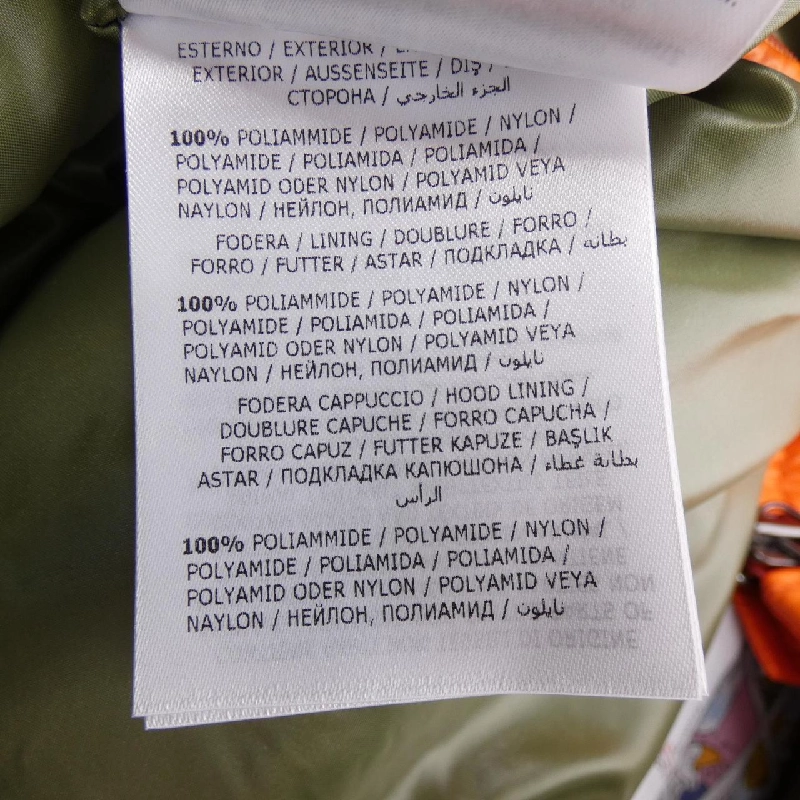 ESTERNO / EXTERIOR /
EXTERIOR / AUSSENSEITE / DIŞ /
СТОРОНА / الجزء الخارجي
100% POLIAMMIDE / POLYAMIDE / NYLON /
POLYAMIDE / POLIAMIDA / POLIAMIDA /
POLYAMID ODER NYLON / POLYAMID VEYA
NAYLON / НЕЙЛОН, ПОЛИАМИД / نايلون
FODERA / LINING / DOUBLURE / FORRO /
FORRO / FUTTER / ASTAR / ПОДКЛАДКА / بطانه
100% POLIAMMIDE / POLYAMIDE / NYLON /
POLYAMIDE / POLIAMIDA / POLIAMIDA /
POLYAMID ODER NYLON / POLYAMID VEYA
NAYLON / НЕЙЛОН, ПОЛИАМИД / نايلون
FODERA CAPPUCCIO / HOOD LINING /
DOUBLURE CAPUCHE / FORRO CAPUCHA /
FORRO CAPUZ / FUTTER KAPUZE / BAŞLIK
ASTAR / ПОДКЛАДКА КАПЮШОНА / بطانة غطاء
الرأس
100% POLIAMMIDE / POLYAMIDE / NYLON /
POLYAMIDE / POLIAMIDA / POLIAMIDA /
POLYAMID ODER NYLON / POLYAMID VEYA
NAYLON / НЕЙЛОН, ПОЛИАМИД / نايلون